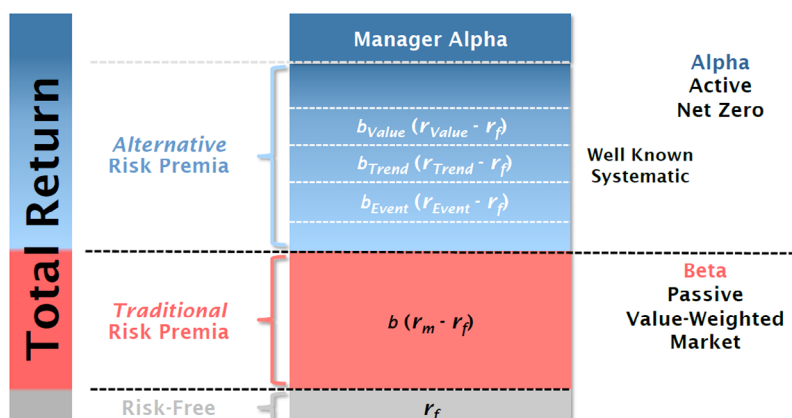 Total Return
Manager Alpha
Alternative
Risk Premia
b_Value (r_Value - r_f)
b_Trend (r_Trend - r_f)
b_Event (r_Event - r_f)
Alpha
Active
Net Zero
Well Known
Systematic
Traditional
Risk Premia
b (r_m - r_f)
Beta
Passive
Value-Weighted
Market
Risk-Free
r_f